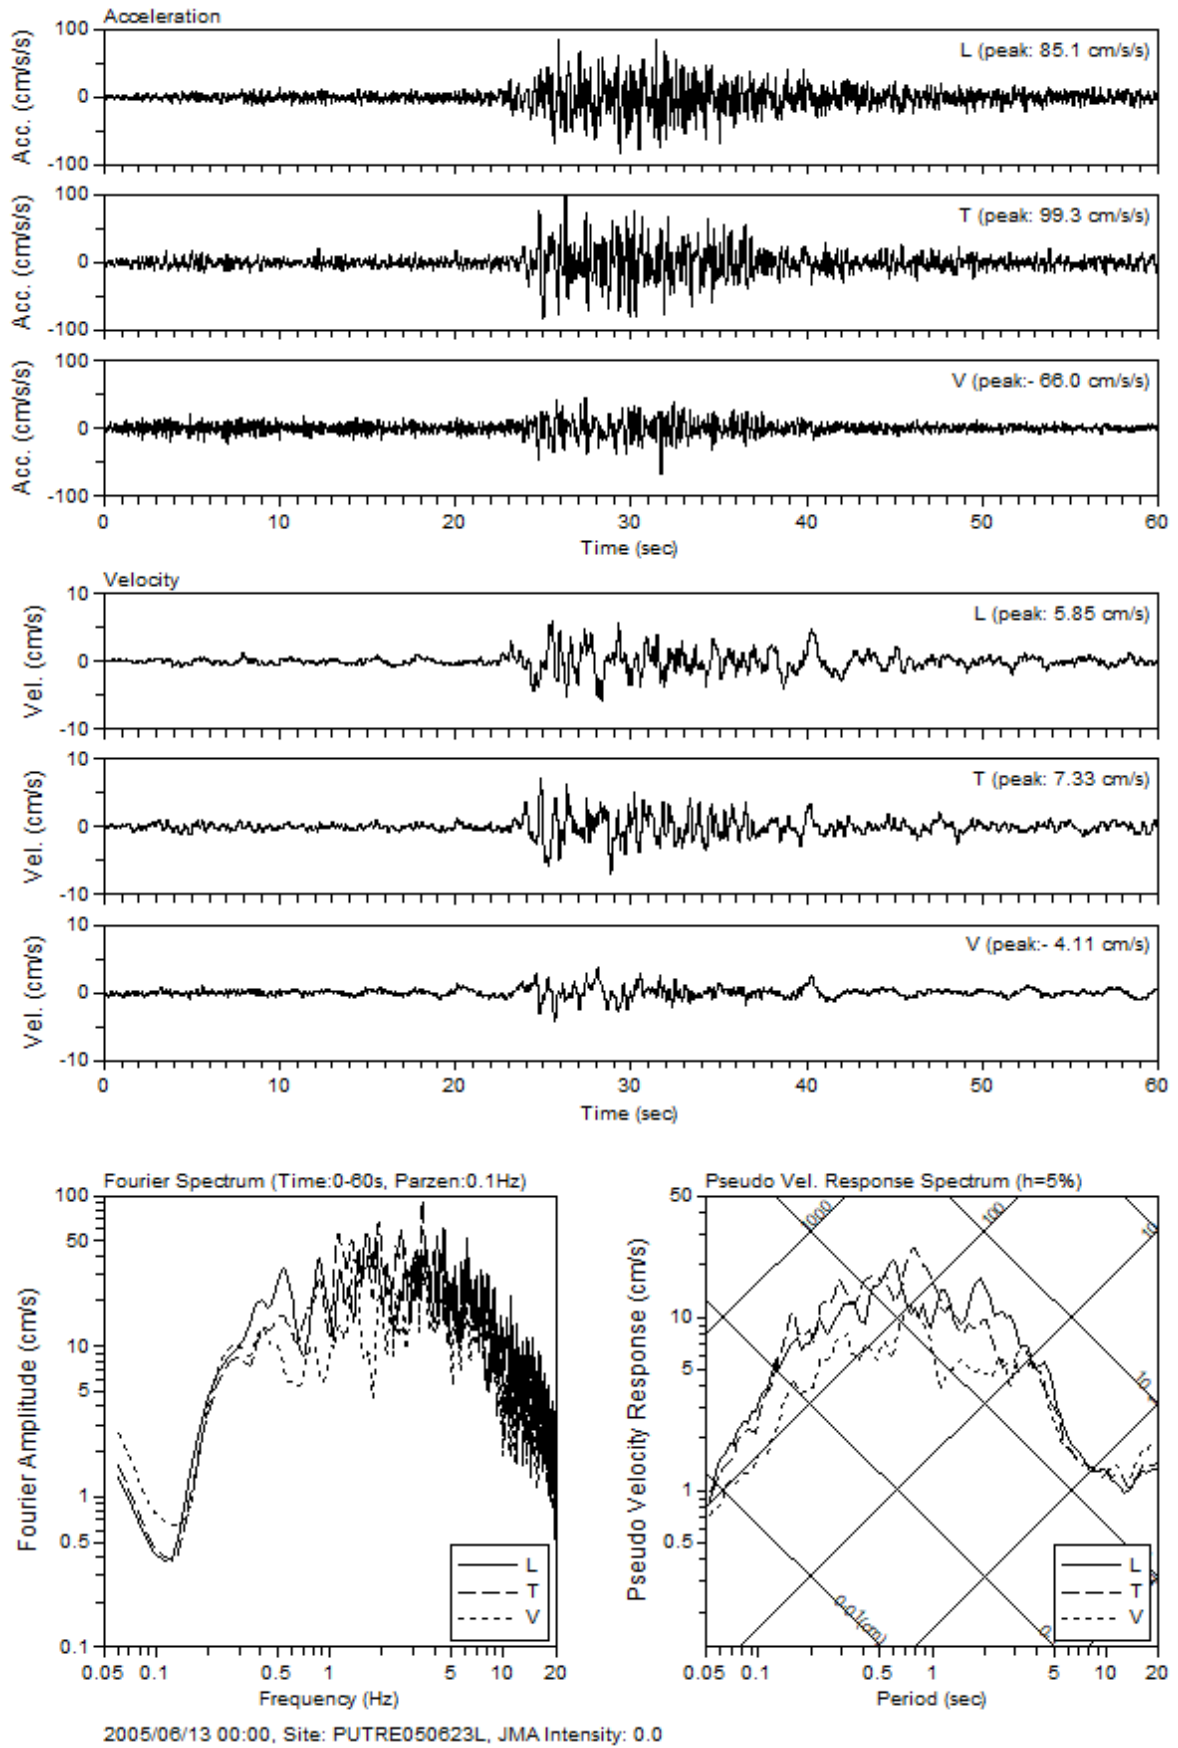 Acceleration
100
0
-100
Acc. (cm/s/s)
L (peak: 85.1 cm/s/s)
100
0
-100
Acc. (cm/s/s)
T (peak: 99.3 cm/s/s)
100
0
-100
Acc. (cm/s/s)
V (peak:- 66.0 cm/s/s)
0 10 20 30 40 50 60
Time (sec)
Velocity
10
0
-10
Vel. (cm/s)
L (peak: 5.85 cm/s)
10
0
-10
Vel. (cm/s)
T (peak: 7.33 cm/s)
10
0
-10
Vel. (cm/s)
V (peak:- 4.11 cm/s)
0 10 20 30 40 50 60
Time (sec)
Fourier Spectrum (Time:0-60s, Parzen:0.1Hz)
100
50
10
5
1
0.5
0.1
Fourier Amplitude (cm/s)
L
T
V
0.05 0.1 0.5 1 5 10 20
Frequency (Hz)
Pseudo Vel. Response Spectrum (h=5%)
50
10
5
1
0.5
Pseudo Velocity Response (cm/s)
1000
100
10
10
0.01(cm)
L
T
V
0.05 0.1 0.5 1 5 10 20
Period (sec)
2005/06/13 00:00, Site: PUTRE050623L, JMA Intensity: 0.0